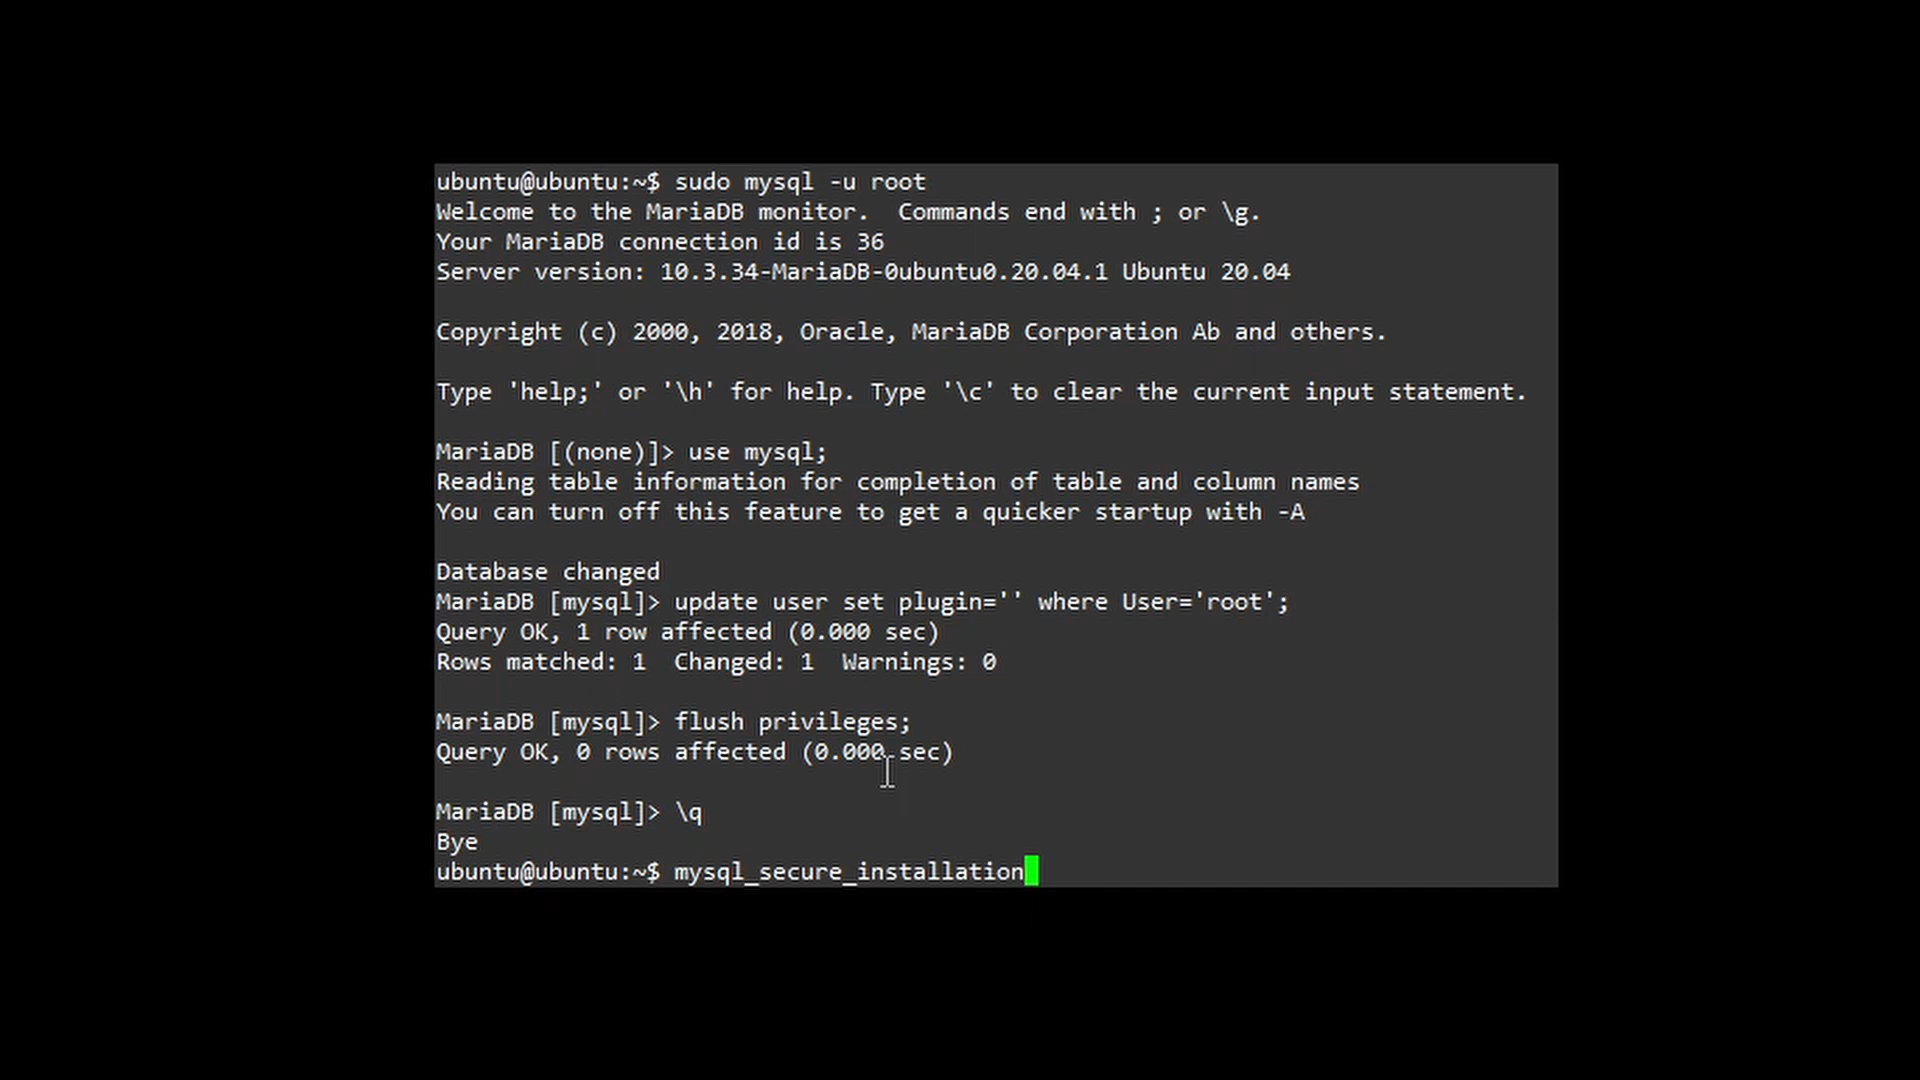 ubuntu@ubuntu:~$ sudo mysql -u root
Welcome to the MariaDB monitor.  Commands end with ; or \g.
Your MariaDB connection id is 36
Server version: 10.3.34-MariaDB-0ubuntu0.20.04.1 Ubuntu 20.04
Copyright (c) 2000, 2018, Oracle, MariaDB Corporation Ab and others.
Type 'help;' or '\h' for help. Type '\c' to clear the current input statement.
MariaDB [(none)]> use mysql;
Reading table information for completion of table and column names
You can turn off this feature to get a quicker startup with -A
Database changed
MariaDB [mysql]> update user set plugin='' where User='root';
Query OK, 1 row affected (0.000 sec)
Rows matched: 1  Changed: 1  Warnings: 0
MariaDB [mysql]> flush privileges;
Query OK, 0 rows affected (0.000 sec)
MariaDB [mysql]> \q
Bye
ubuntu@ubuntu:~$ mysql_secure_installation